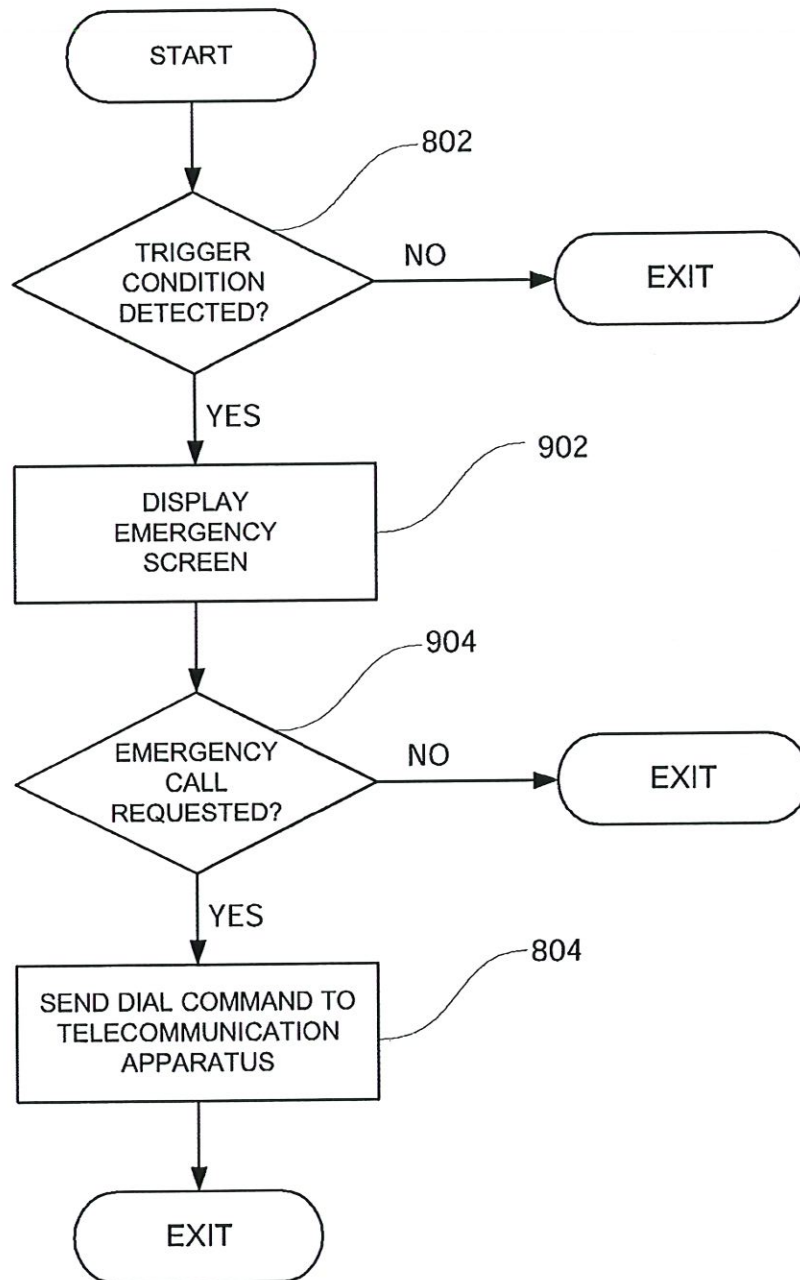 START
802
TRIGGER
CONDITION
DETECTED?
NO
EXIT
YES
902
DISPLAY
EMERGENCY
SCREEN
904
EMERGENCY
CALL
REQUESTED?
NO
EXIT
YES
804
SEND DIAL COMMAND TO
TELECOMMUNICATION
APPARATUS
EXIT